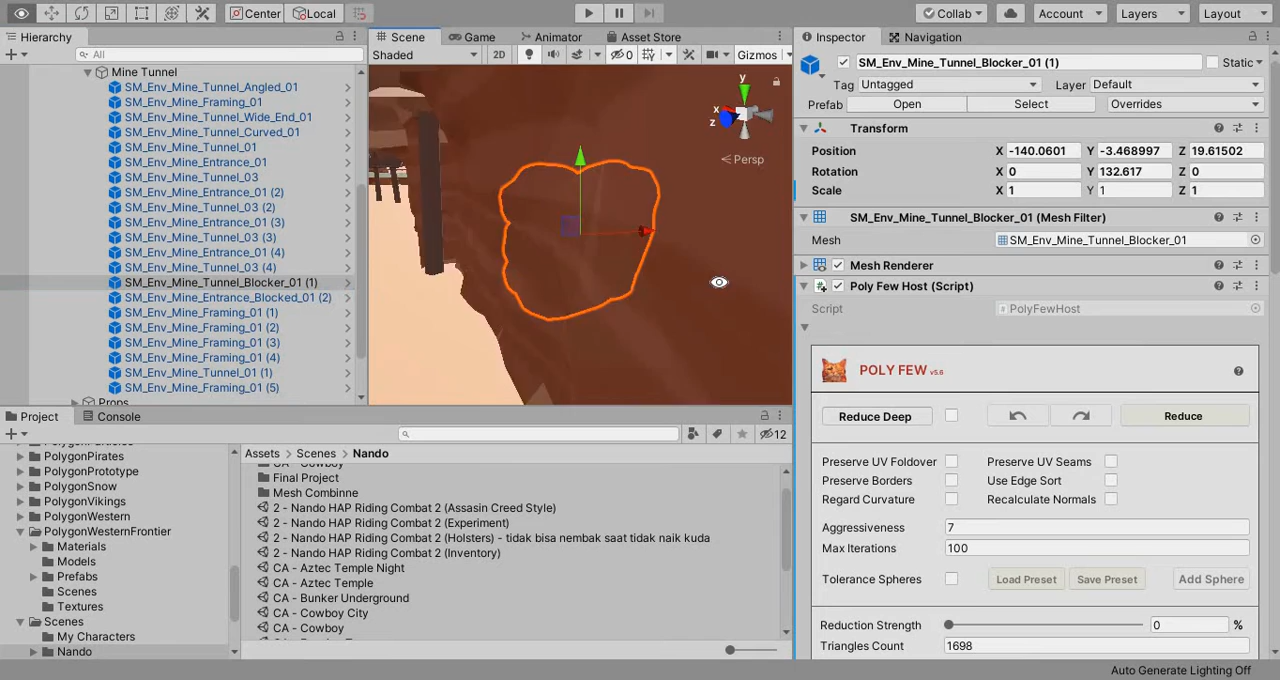 Center
Local
Collab
Account
Layers
Layout
Hierarchy
All
Mine Tunnel
SM_Env_Mine_Tunnel_Angled_01
SM_Env_Mine_Framing_01
SM_Env_Mine_Tunnel_Wide_End_01
SM_Env_Mine_Tunnel_Curved_01
SM_Env_Mine_Tunnel_01
SM_Env_Mine_Entrance_01
SM_Env_Mine_Tunnel_03
SM_Env_Mine_Entrance_01 (2)
SM_Env_Mine_Tunnel_03 (2)
SM_Env_Mine_Entrance_01 (3)
SM_Env_Mine_Tunnel_03 (3)
SM_Env_Mine_Entrance_01 (4)
SM_Env_Mine_Tunnel_03 (4)
SM_Env_Mine_Tunnel_Blocker_01 (1)
SM_Env_Mine_Entrance_Blocked_01 (2)
SM_Env_Mine_Framing_01 (1)
SM_Env_Mine_Framing_01 (2)
SM_Env_Mine_Framing_01 (3)
SM_Env_Mine_Framing_01 (4)
SM_Env_Mine_Tunnel_01 (1)
SM_Env_Mine_Framing_01 (5)
Props
Scene
Game
Animator
Asset Store
Shaded
2D
0
Gizmos
y
x
z
Persp
Project
Console
12
PolygonPirates
PolygonPrototype
PolygonSnow
PolygonVikings
PolygonWestern
PolygonWesternFrontier
Materials
Models
Prefabs
Scenes
Textures
Scenes
My Characters
Nando
Assets
Scenes
Nando
CA - Cowboy
Final Project
Mesh Combinne
2 - Nando HAP Riding Combat 2 (Assasin Creed Style)
2 - Nando HAP Riding Combat 2 (Experiment)
2 - Nando HAP Riding Combat 2 (Holsters) - tidak bisa nembak saat tidak naik kuda
2 - Nando HAP Riding Combat 2 (Inventory)
CA - Aztec Temple Night
CA - Aztec Temple
CA - Bunker Underground
CA - Cowboy City
CA - Cowboy
Inspector
Navigation
SM_Env_Mine_Tunnel_Blocker_01 (1)
Static
Tag Untagged
Layer Default
Prefab
Open
Select
Overrides
Transform
Position X -140.0601 Y -3.468997 Z 19.61502
Rotation X 0 Y 132.617 Z 0
Scale X 1 Y 1 Z 1
SM_Env_Mine_Tunnel_Blocker_01 (Mesh Filter)
Mesh SM_Env_Mine_Tunnel_Blocker_01
Mesh Renderer
Poly Few Host (Script)
Script PolyFewHost
POLY FEW v5.6
Reduce Deep
Reduce
Preserve UV Foldover
Preserve UV Seams
Preserve Borders
Use Edge Sort
Regard Curvature
Recalculate Normals
Aggressiveness 7
Max Iterations 100
Tolerance Spheres
Load Preset
Save Preset
Add Sphere
Reduction Strength 0 %
Triangles Count 1698
Auto Generate Lighting Off